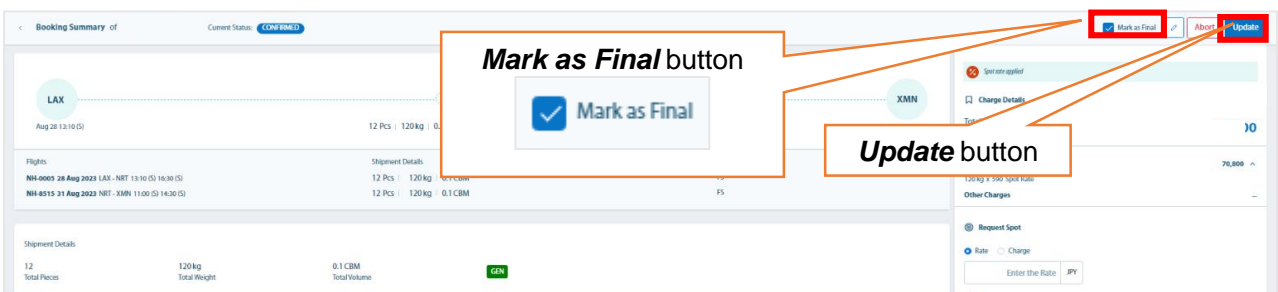 ‹ Booking Summary of Current Status: CONFIRMED Mark as Final Abort Update
Mark as Final button
Mark as Final
Update button
Spot rate applied
LAX
XMN
Charge Details
Aug 28 13:10 (S)
12 Pcs | 120 kg | 0.
00
Flights
Shipment Details
70,800
NH-0005 28 Aug 2023 LAX - NRT 13:10 (S) 16:30 (S)
12 Pcs | 120 kg | 0.1 CBM
120 kg x 590 Spot Rate
NH-8515 31 Aug 2023 NRT - XMN 11:00 (S) 14:30 (S)
12 Pcs | 120 kg | 0.1 CBM
FS
Other Charges --
Request Spot
Shipment Details
Rate Charge
12
120 kg
0.1 CBM
GEN
Total Pieces
Total Weight
Total Volume
Enter the Rate JPY